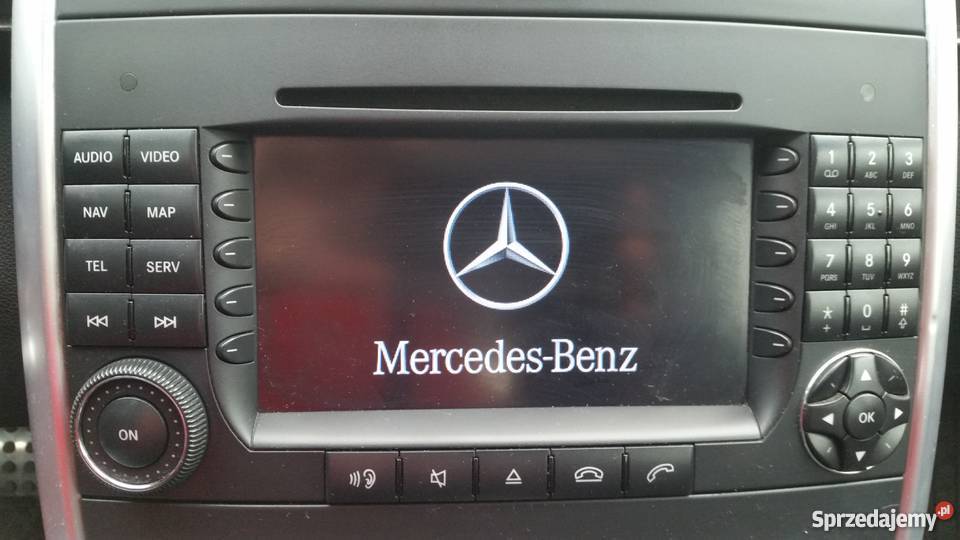 AUDIO VIDEO
NAV MAP
TEL SERV
ON
Mercedes-Benz
1 2 ABC 3 DEF
4 GHI 5 JKL 6 MNO
7 PQRS 8 TUV 9 WXYZ
* + 0 #
OK
Sprzedajemy.pl